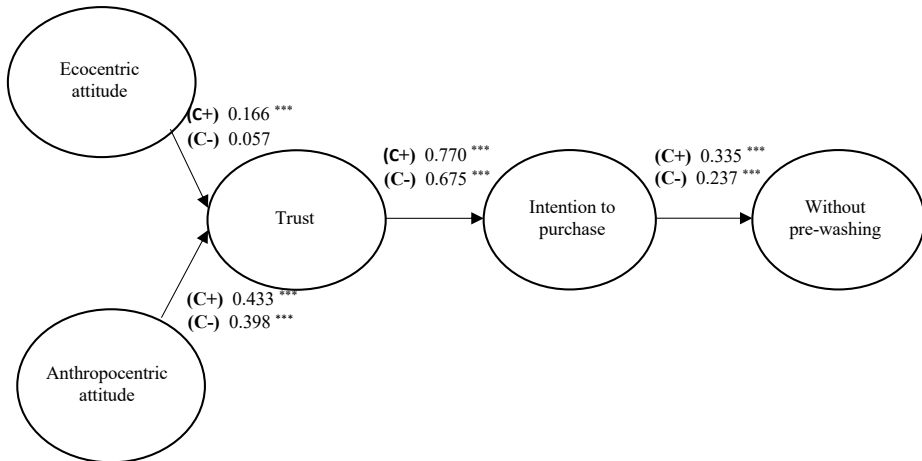 Ecocentric
attitude
(C+) 0.166 ***
(C-) 0.057
(C+) 0.770 ***
(C-) 0.675 ***
(C+) 0.335 ***
(C-) 0.237 ***
Trust
Intention to
purchase
Without
pre-washing
(C+) 0.433 ***
(C-) 0.398 ***
Anthropocentric
attitude